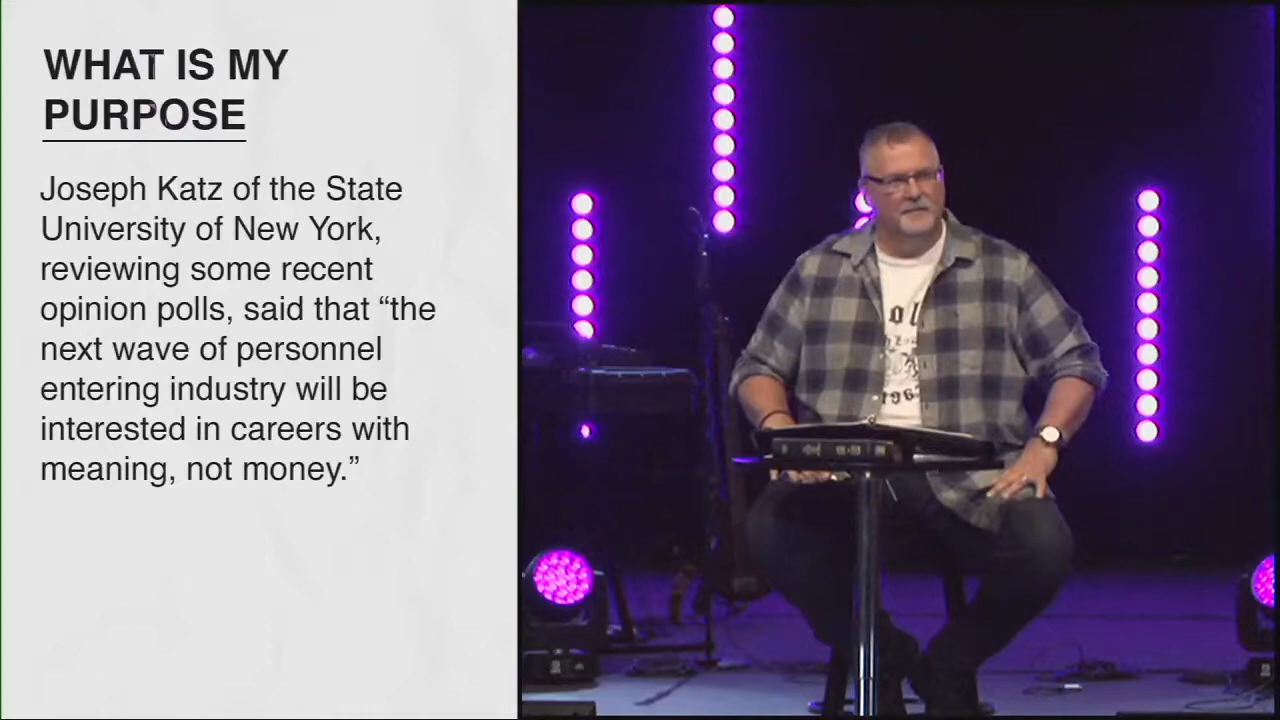 WHAT IS MY
PURPOSE
Joseph Katz of the State
University of New York,
reviewing some recent
opinion polls, said that “the
next wave of personnel
entering industry will be
interested in careers with
meaning, not money.”